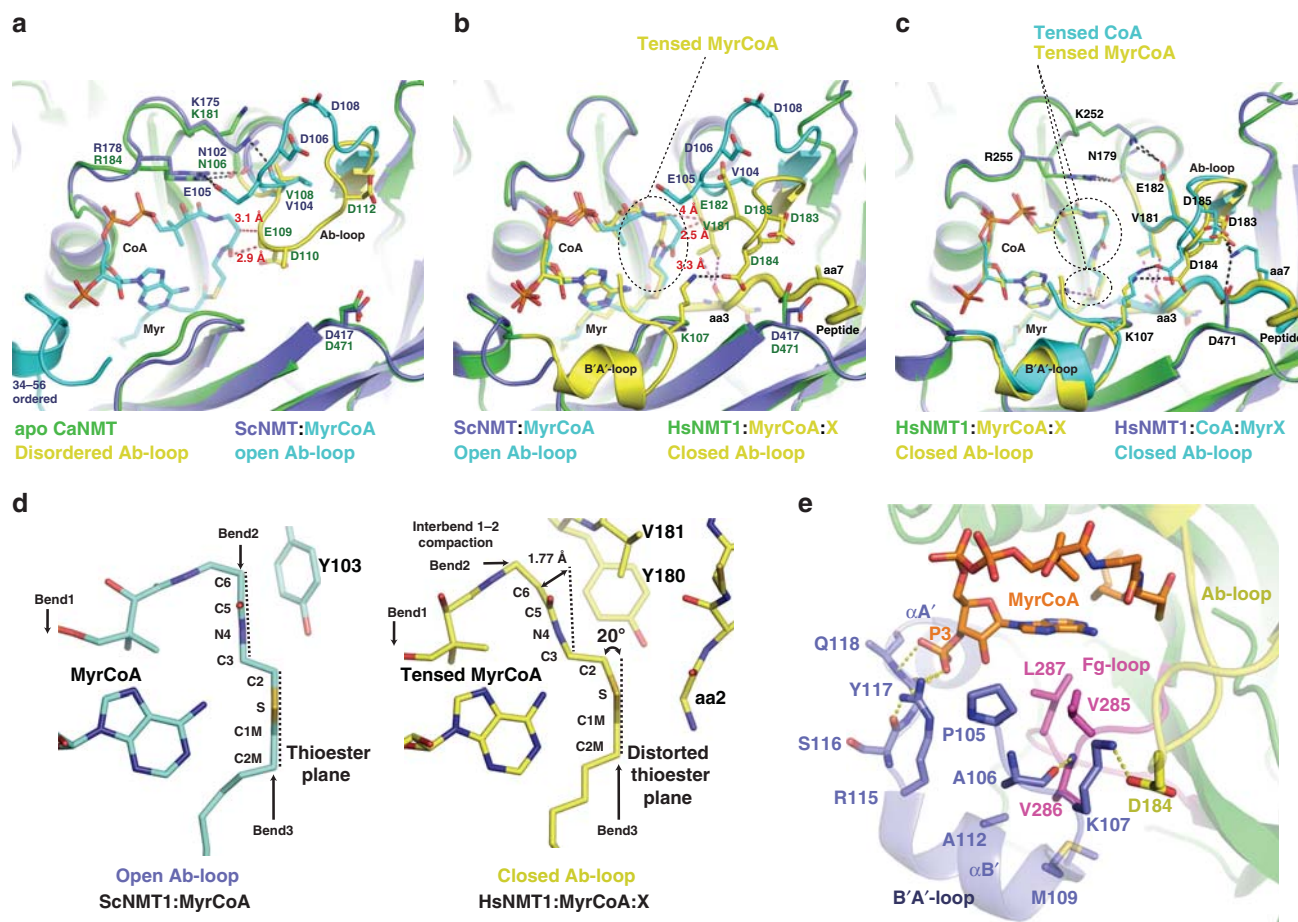 a
K175
K181
D108
R178
R184
N102
N106
D106
E105
V108
V104
D112
3.1 Å
E109
Ab-loop
CoA
2.9 Å
D110
Myr
D417
D471
34–56
ordered
apo CaNMT
Disordered Ab-loop
ScNMT:MyrCoA
open Ab-loop
b
Tensed MyrCoA
D108
D106
E105
V104
4 Å
E182
D185
D183
V181
2.5 Å
CoA
3.3 Å
D184
aa7
Myr
aa3
K107
D417
D471
Peptide
B′A′-loop
ScNMT:MyrCoA
Open Ab-loop
HsNMT1:MyrCoA:X
Closed Ab-loop
c
Tensed CoA
Tensed MyrCoA
K252
R255
N179
Ab-loop
E182
D185
V181
D183
CoA
D184
aa7
Myr
aa3
K107
D471
Peptide
B′A′-loop
HsNMT1:MyrCoA:X
Closed Ab-loop
HsNMT1:CoA:MyrX
Closed Ab-loop
d
Bend2
Y103
C6
Bend1
C5
N4
C3
MyrCoA
C2
S
C1M
C2M
Thioester
plane
Bend3
Open Ab-loop
ScNMT1:MyrCoA
Interbend 1–2
compaction
V181
1.77 Å
Bend2
Y180
C6
Bend1
C5
N4
20°
C3
Tensed MyrCoA
C2
aa2
S
C1M
C2M
Distorted
thioester
plane
Bend3
Closed Ab-loop
HsNMT1:MyrCoA:X
e
Ab-loop
MyrCoA
αA′
P3
Q118
L287
Fg-loop
Y117
V285
P105
S116
A106
R115
V286
D184
K107
A112
αB′
M109
B′A′-loop